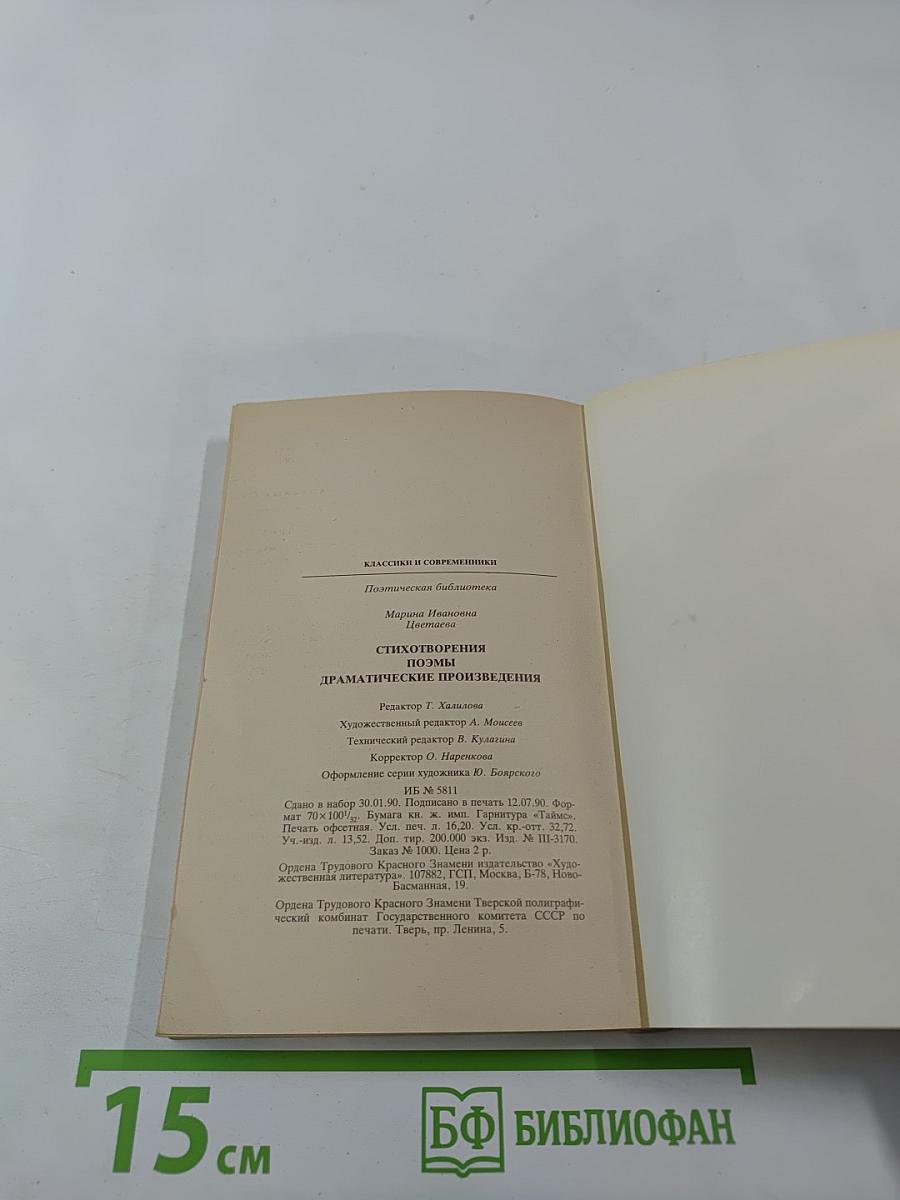 КЛАССИКИ И СОВРЕМЕННИКИ
Поэтическая библиотека
Марина Ивановна
Цветаева
СТИХОТВОРЕНИЯ
ПОЭМЫ
ДРАМАТИЧЕСКИЕ ПРОИЗВЕДЕНИЯ
Редактор Т. Халилова
Художественный редактор А. Моисеев
Технический редактор В. Кулагина
Корректор О. Наренкова
Оформление серии художника Ю. Боярского
ИБ № 5811
Сдано в набор 30.01.90. Подписано в печать 12.07.90. Фор-
мат 70×100¹/₃₂. Бумага кн. ж. имп. Гарнитура «Таймс».
Печать офсетная. Усл. печ. л. 16,20. Усл. кр.-отт. 32,72.
Уч.-изд. л. 13,52. Доп. тир. 200.000 экз. Изд. № III-3170.
Заказ № 1000. Цена 2 р.
Ордена Трудового Красного Знамени издательство «Худо-
жественная литература». 107882, ГСП, Москва, Б-78, Ново-
Басманная, 19.
Ордена Трудового Красного Знамени Тверской полиграфи-
ческий комбинат Государственного комитета СССР по
печати. Тверь, пр. Ленина, 5.
15 см
БФ БИБЛИОФАН